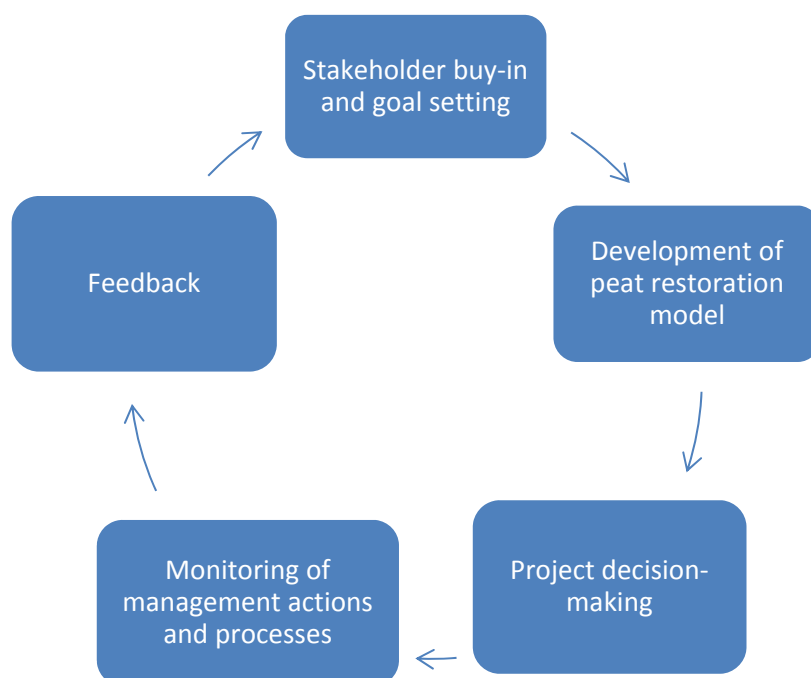 Stakeholder buy-in
and goal setting
Development of
peat restoration
model
Project decision-
making
Monitoring of
management actions
and processes
Feedback